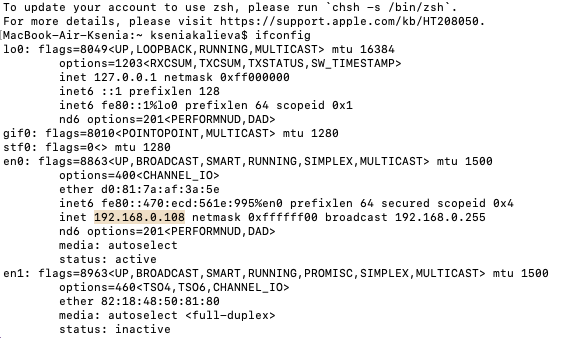 To update your account to use zsh, please run `chsh -s /bin/zsh`.
For more details, please visit https://support.apple.com/kb/HT208050.
[MacBook-Air-Ksenia:~ kseniakalieva$ ifconfig
lo0: flags=8049<UP,LOOPBACK,RUNNING,MULTICAST> mtu 16384
options=1203<RXCSUM,TXCSUM,TXSTATUS,SW_TIMESTAMP>
inet 127.0.0.1 netmask 0xff000000
inet6 ::1 prefixlen 128
inet6 fe80::1%lo0 prefixlen 64 scopeid 0x1
nd6 options=201<PERFORMNUD,DAD>
gif0: flags=8010<POINTOPOINT,MULTICAST> mtu 1280
stf0: flags=0<> mtu 1280
en0: flags=8863<UP,BROADCAST,SMART,RUNNING,SIMPLEX,MULTICAST> mtu 1500
options=400<CHANNEL_IO>
ether d0:81:7a:af:3a:5e
inet6 fe80::470:ecd:561e:995%en0 prefixlen 64 secured scopeid 0x4
inet 192.168.0.108 netmask 0xffffff00 broadcast 192.168.0.255
nd6 options=201<PERFORMNUD,DAD>
media: autoselect
status: active
en1: flags=8963<UP,BROADCAST,SMART,RUNNING,PROMISC,SIMPLEX,MULTICAST> mtu 1500
options=460<TSO4,TSO6,CHANNEL_IO>
ether 82:18:48:50:81:80
media: autoselect <full-duplex>
status: inactive